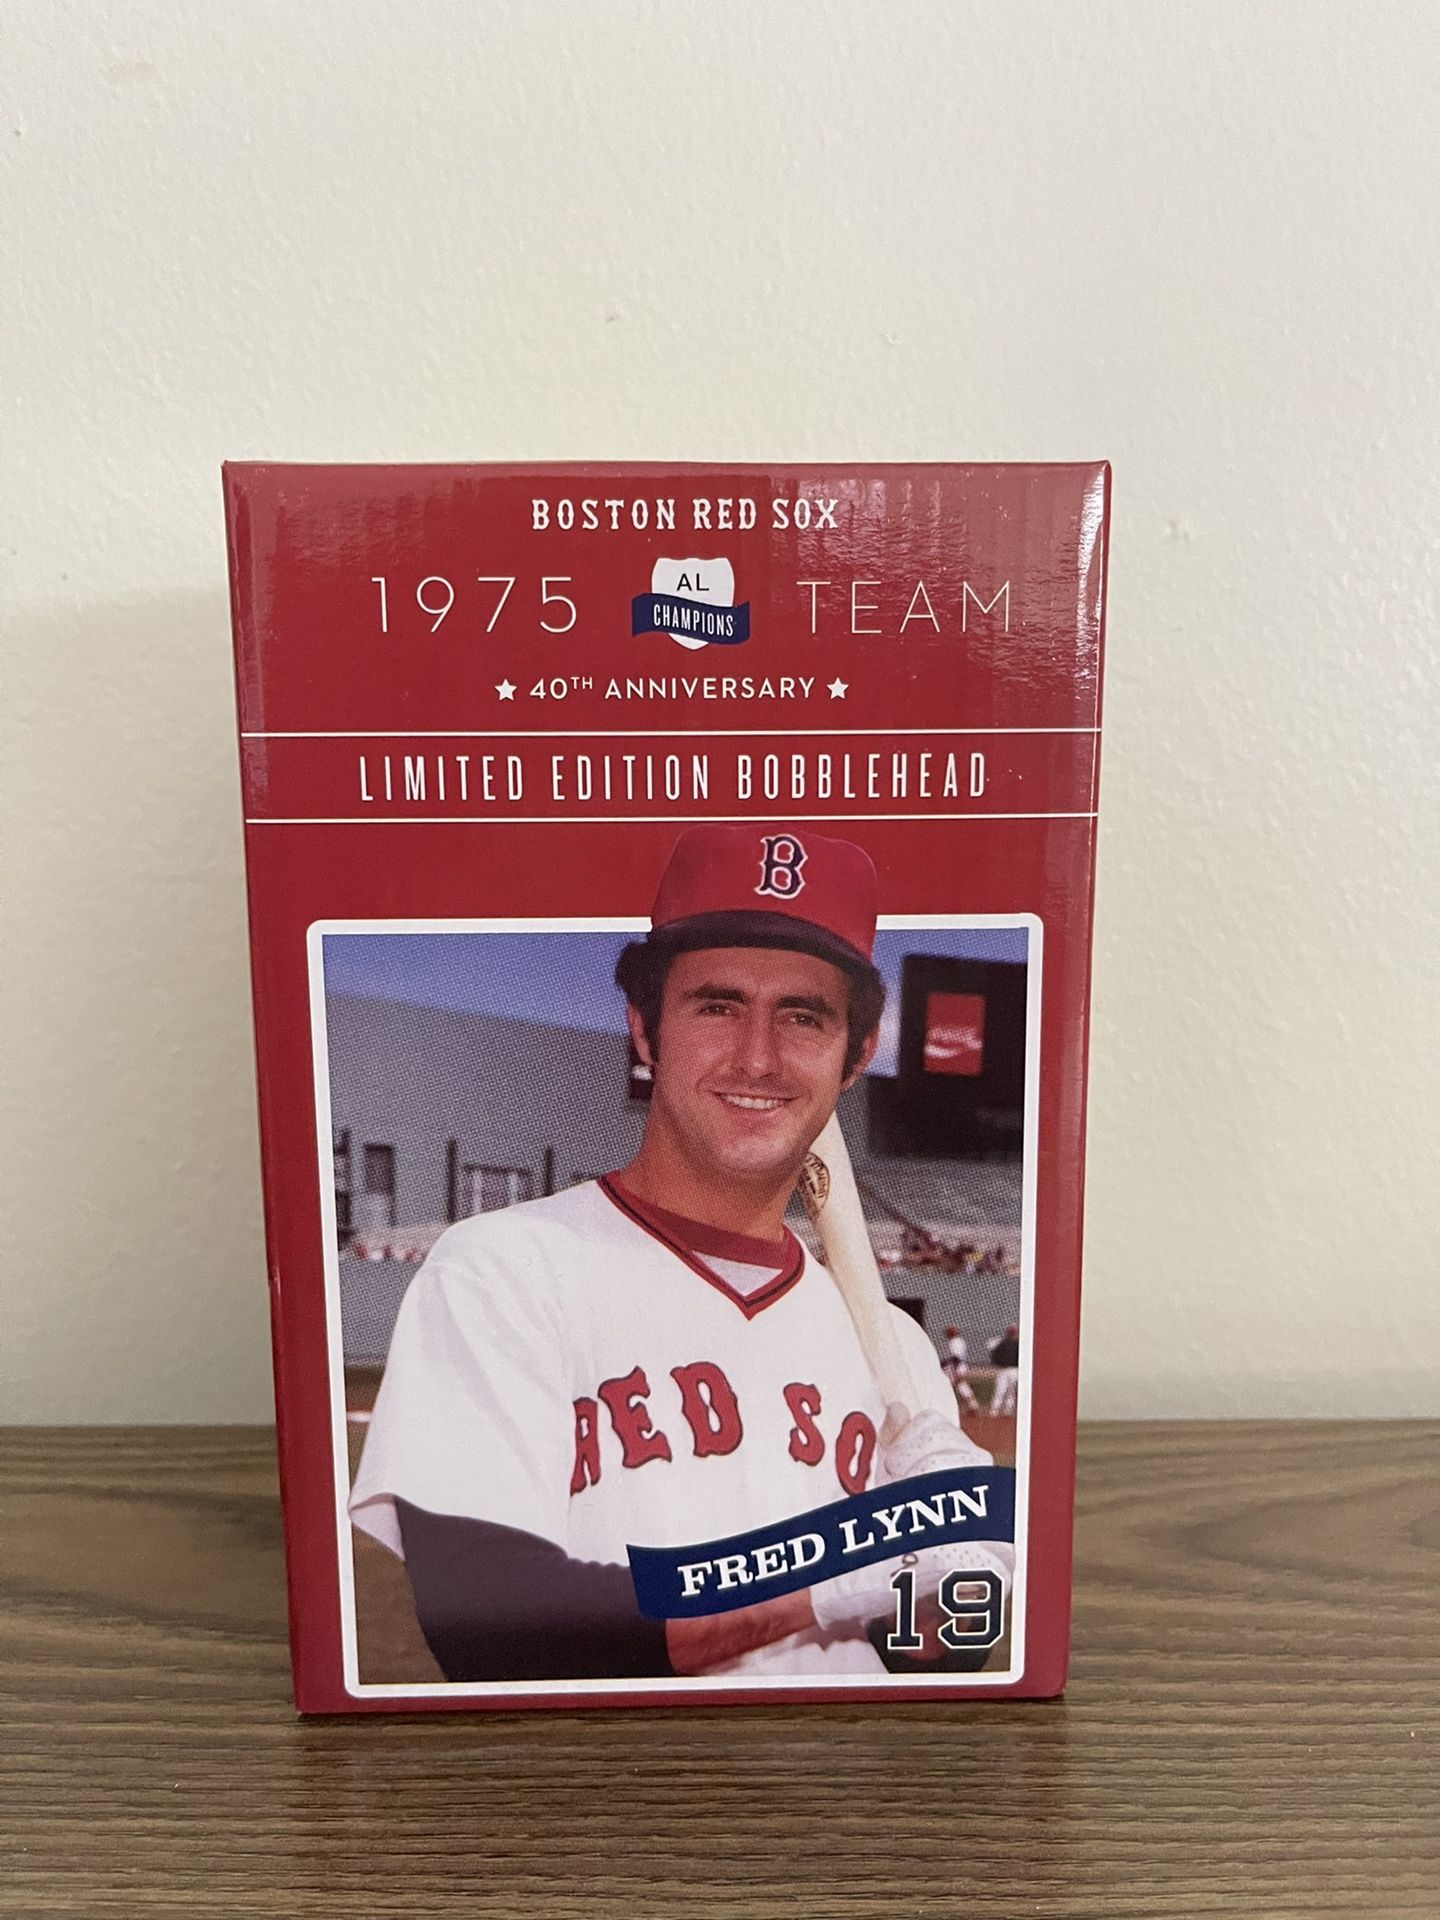 BOSTON RED SOX
1975 AL CHAMPIONS TEAM
★ 40TH ANNIVERSARY ★
LIMITED EDITION BOBBLEHEAD
B
RED SO
FRED LYNN
19